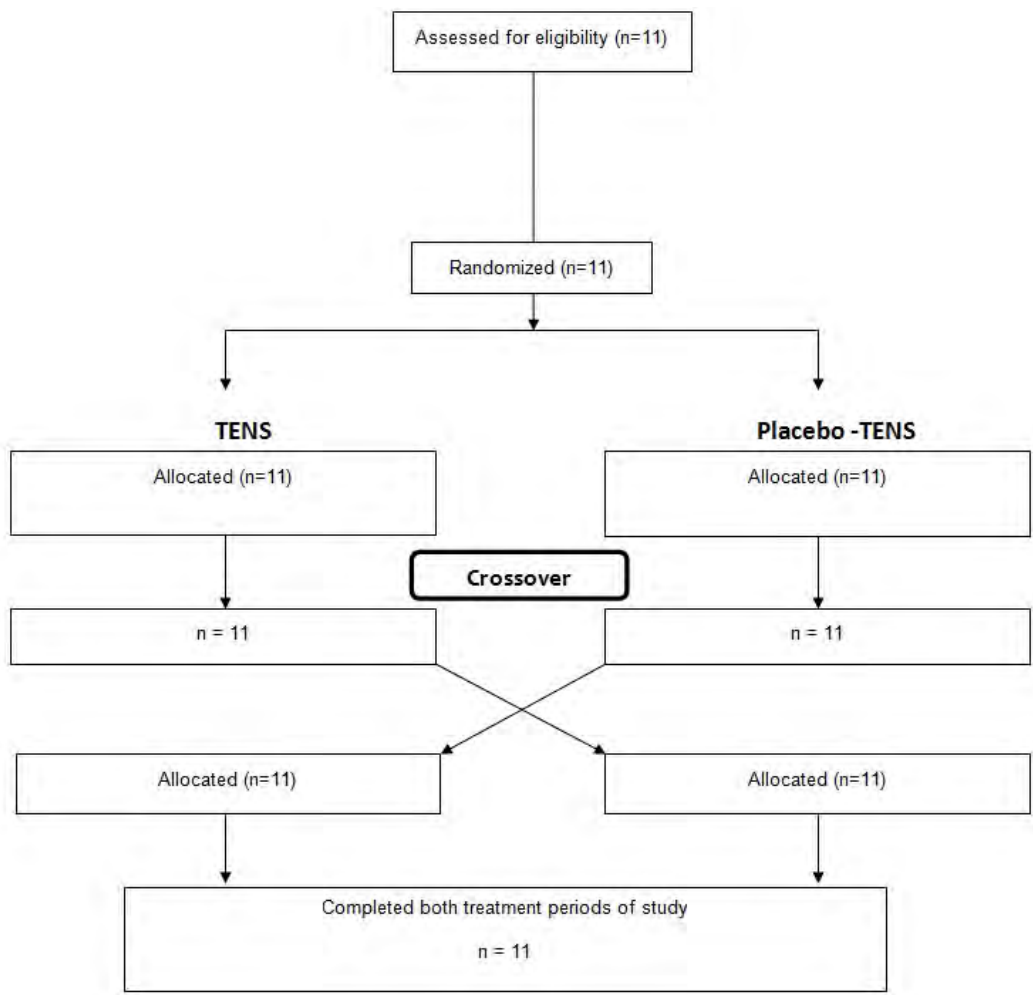 Assessed for eligibility (n=11)
Randomized (n=11)
TENS
Placebo -TENS
Allocated (n=11)
Allocated (n=11)
Crossover
n = 11
n = 11
Allocated (n=11)
Allocated (n=11)
Completed both treatment periods of study
n = 11